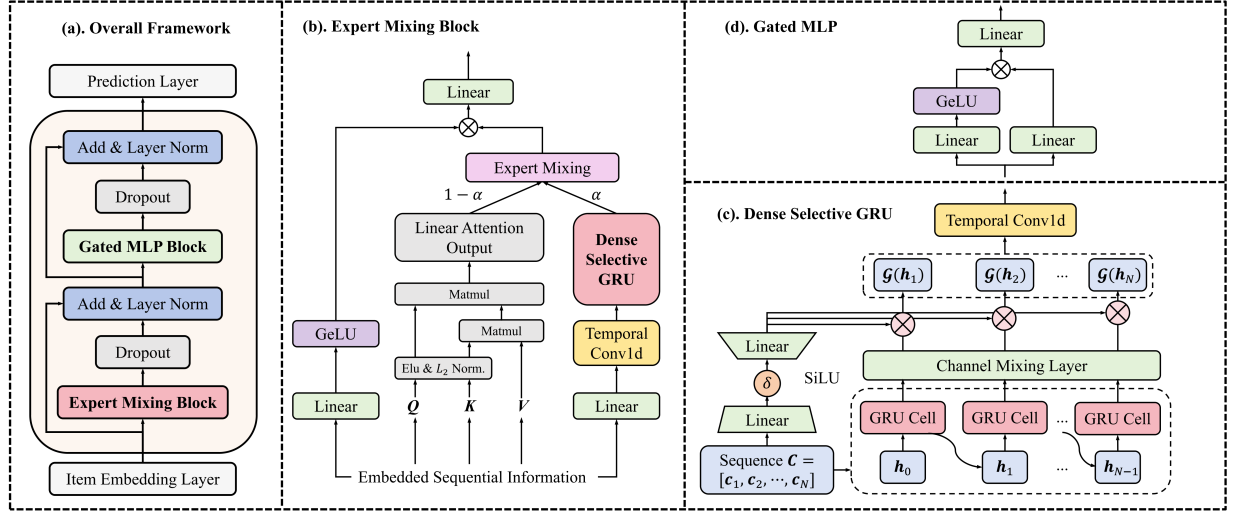 (a). Overall Framework
Prediction Layer
Add & Layer Norm
Dropout
Gated MLP Block
Add & Layer Norm
Dropout
Expert Mixing Block
Item Embedding Layer
(b). Expert Mixing Block
Linear
⊗
Expert Mixing
1 − α
α
Linear Attention
Output
Dense
Selective
GRU
Matmul
Matmul
GeLU
Temporal
Conv1d
Elu & L₂ Norm.
Linear
Q
K
V
Linear
Embedded Sequential Information
(d). Gated MLP
Linear
⊗
GeLU
Linear
Linear
(c). Dense Selective GRU
Temporal Conv1d
𝓖(h₁)
𝓖(h₂)
...
𝓖(h_N)
⊗
⊗
⊗
Linear
Channel Mixing Layer
δ
SiLU
Linear
GRU Cell
GRU Cell
...
GRU Cell
Sequence C =
[c₁, c₂, ⋯, c_N]
h₀
h₁
...
h_{N−1}